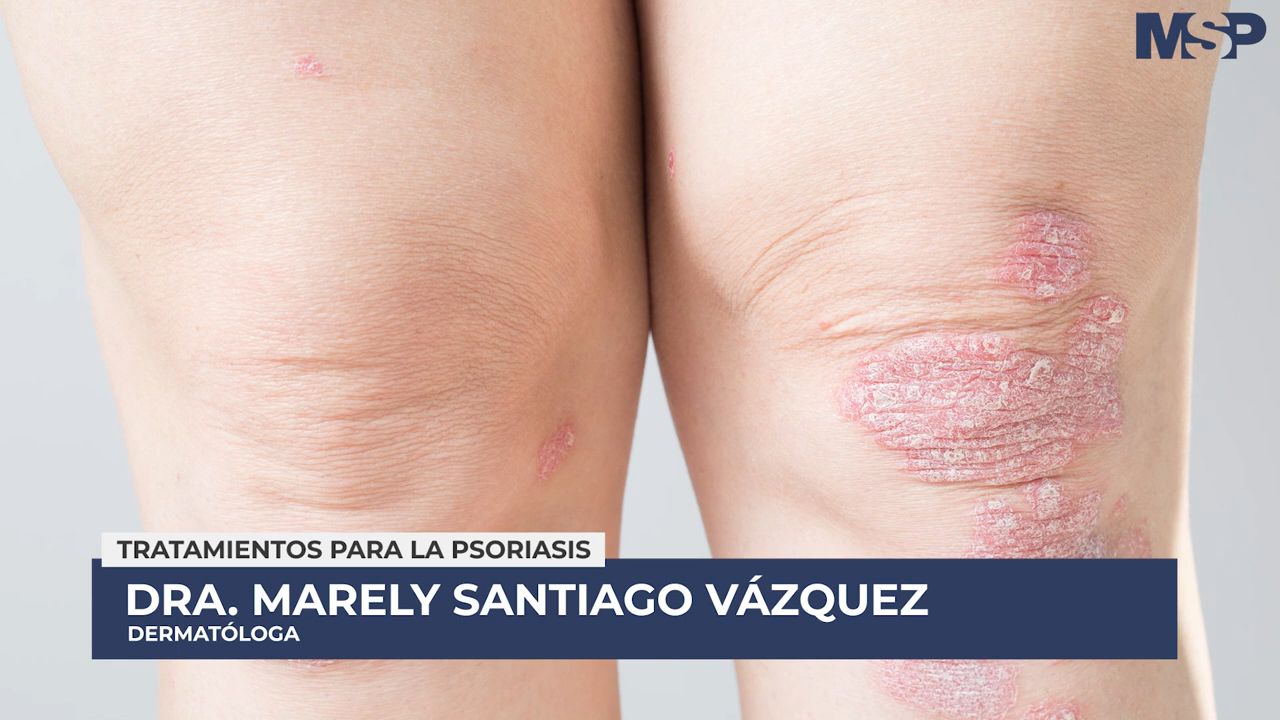 MSP
TRATAMIENTOS PARA LA PSORIASIS
DRA. MARELY SANTIAGO VÁZQUEZ
DERMATÓLOGA